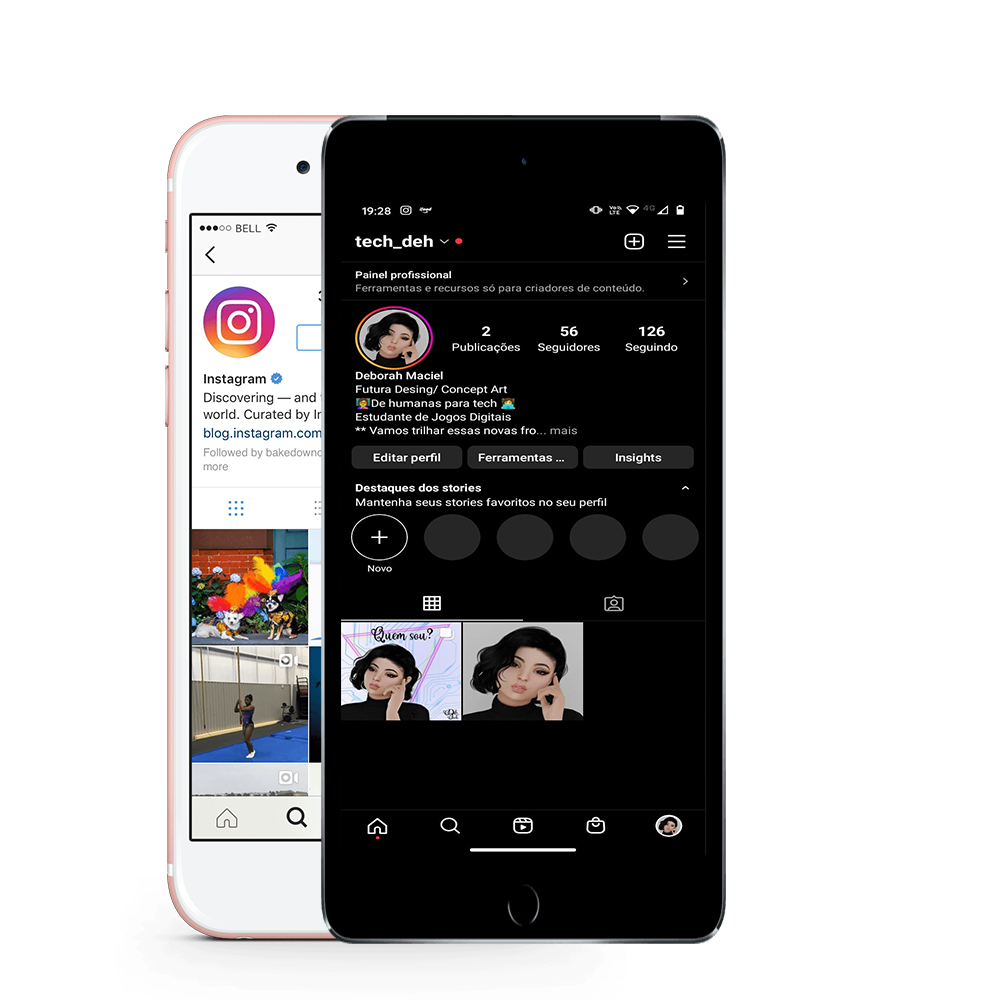 BELL
Instagram
Discovering — and
world. Curated by
blog.instagram.com
Followed by
more
19:28
4G
tech_deh
Painel profissional
Ferramentas e recursos só para criadores de conteúdo.
2 56 126
Publicações Seguidores Seguindo
Deborah Maciel
Futura Desing/ Concept Art
De humanas para tech
Estudante de Jogos Digitais
** Vamos trilhar essas novas fro... mais
Editar perfil Ferramentas ... Insights
Destaques dos stories
Mantenha seus stories favoritos no seu perfil
Novo
Quem sou?